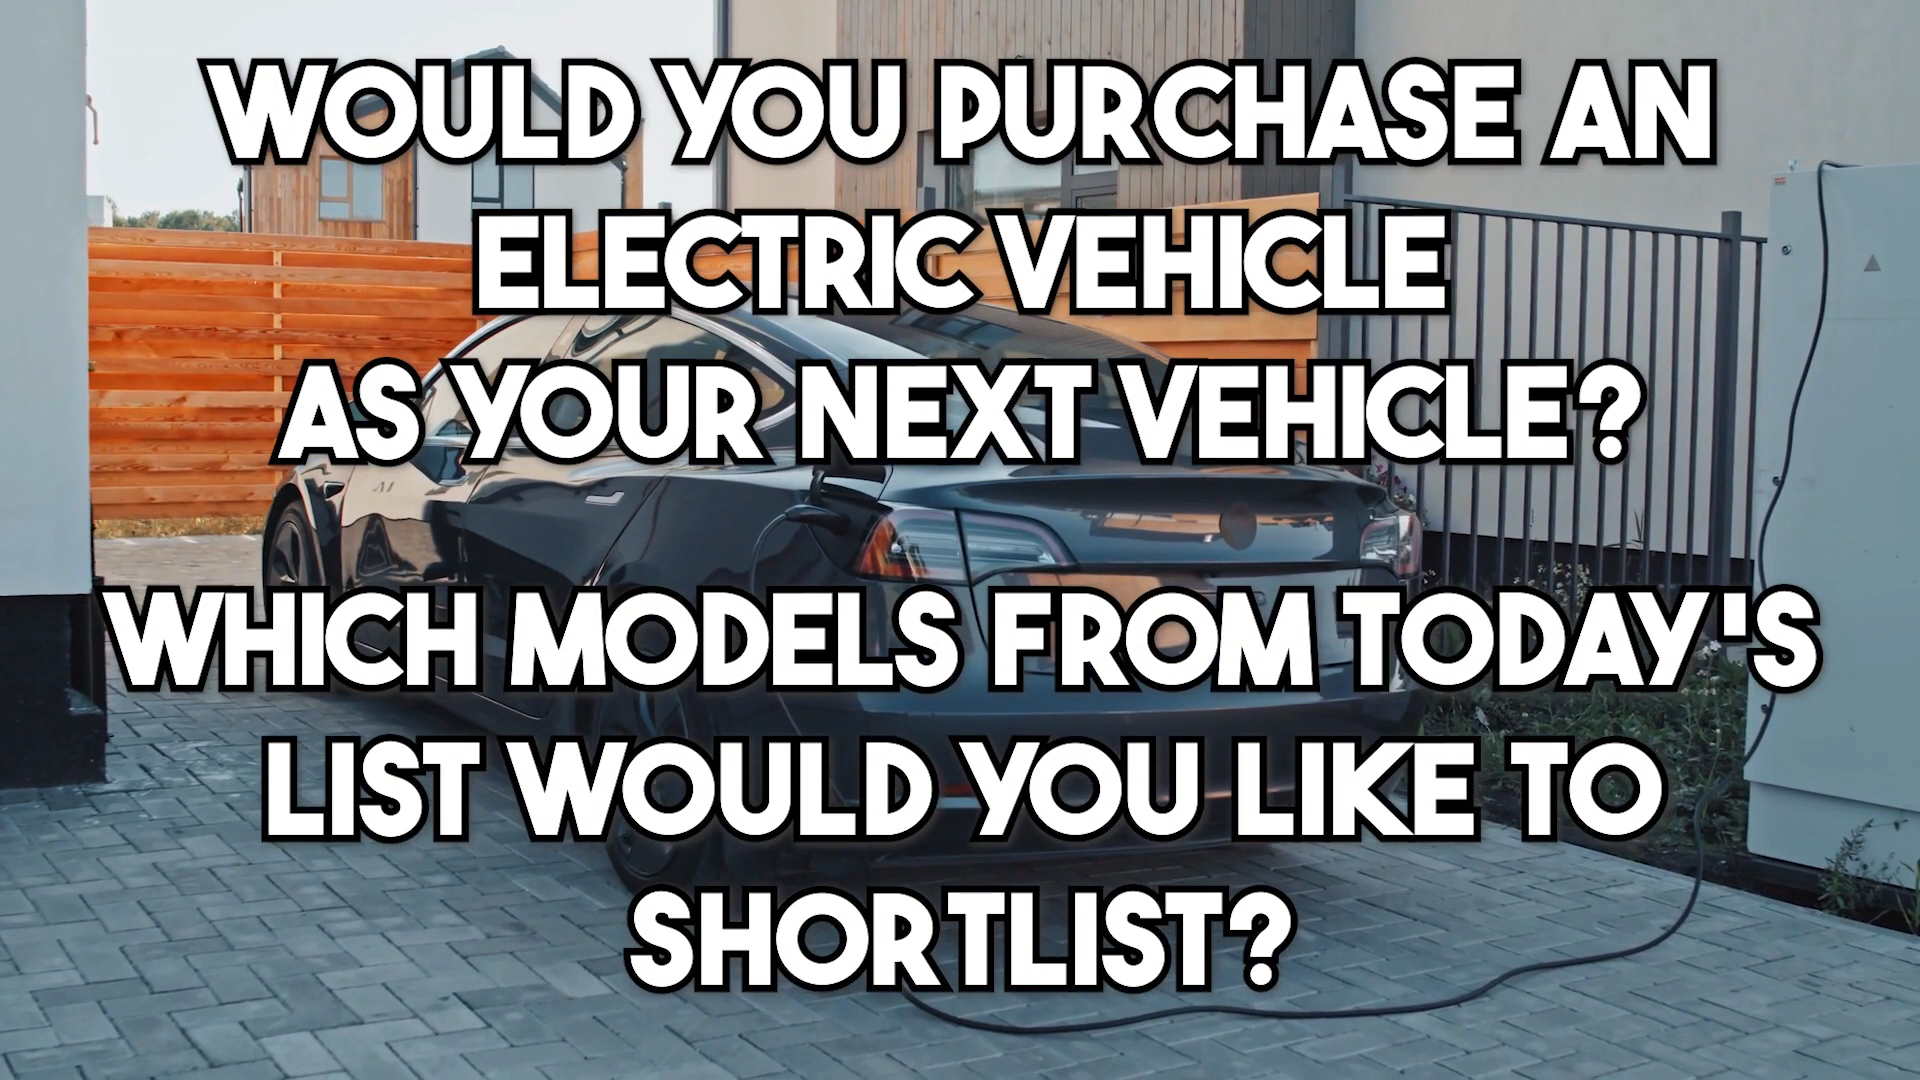 WOULD YOU PURCHASE AN
ELECTRIC VEHICLE
AS YOUR NEXT VEHICLE?
WHICH MODELS FROM TODAY'S
LIST WOULD YOU LIKE TO
SHORTLIST?